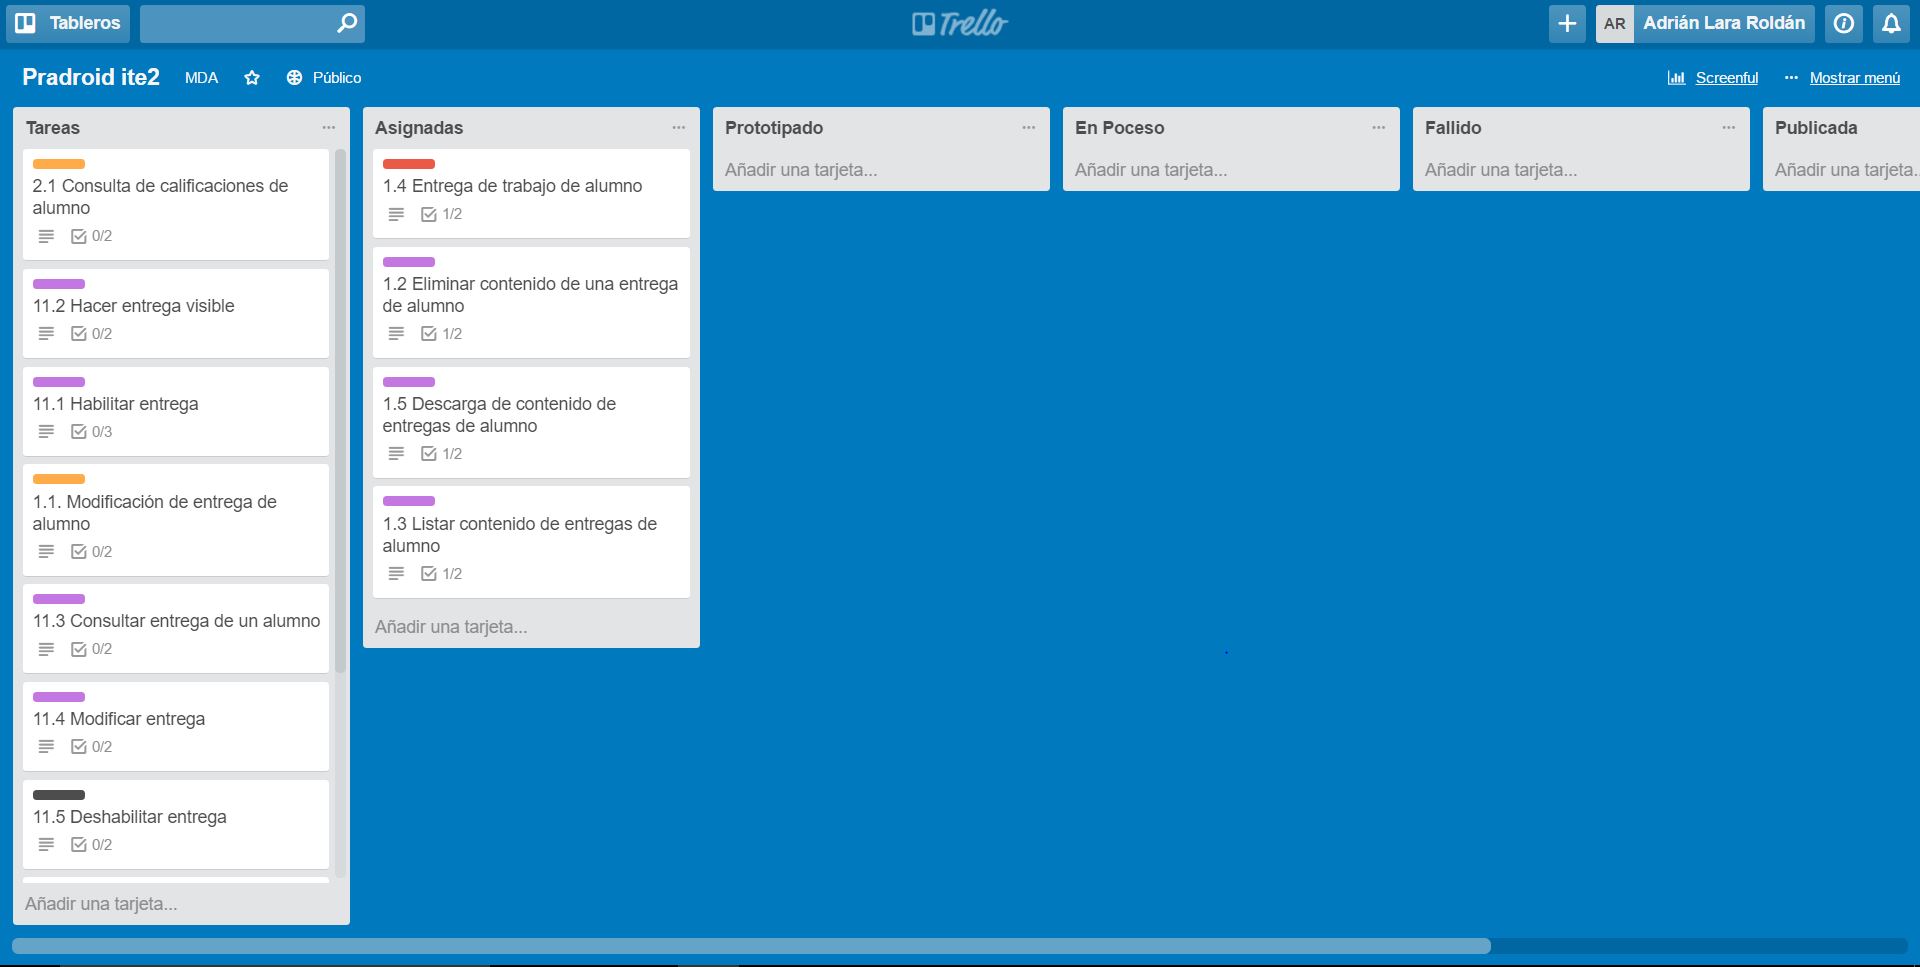 Tableros
Trello
AR
Adrián Lara Roldán
Pradroid ite2
MDA
Público
Screenful
Mostrar menú
Tareas
2.1 Consulta de calificaciones de
alumno
0/2
11.2 Hacer entrega visible
0/2
11.1 Habilitar entrega
0/3
1.1. Modificación de entrega de
alumno
0/2
11.3 Consultar entrega de un alumno
0/2
11.4 Modificar entrega
0/2
11.5 Deshabilitar entrega
0/2
Añadir una tarjeta...
Asignadas
1.4 Entrega de trabajo de alumno
1/2
1.2 Eliminar contenido de una entrega
de alumno
1/2
1.5 Descarga de contenido de
entregas de alumno
1/2
1.3 Listar contenido de entregas de
alumno
1/2
Añadir una tarjeta...
Prototipado
Añadir una tarjeta...
En Poceso
Añadir una tarjeta...
Fallido
Añadir una tarjeta...
Publicada
Añadir una tarjeta..